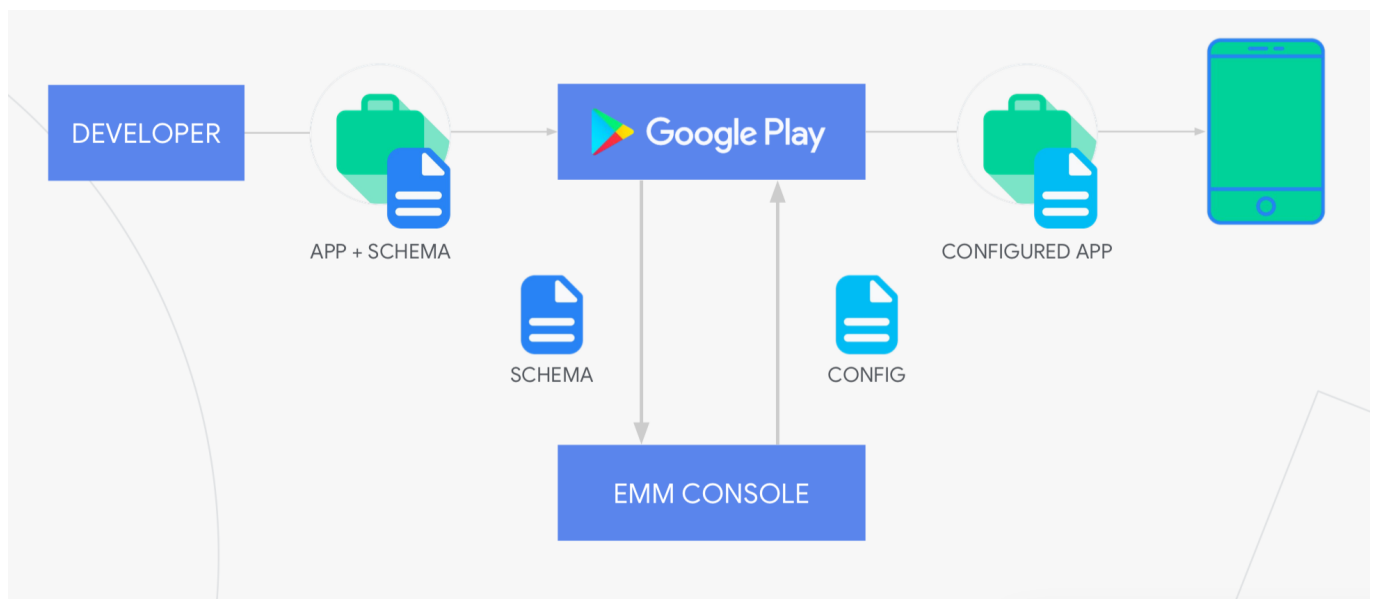 DEVELOPER
Google Play
APP + SCHEMA
CONFIGURED APP
SCHEMA
CONFIG
EMM CONSOLE